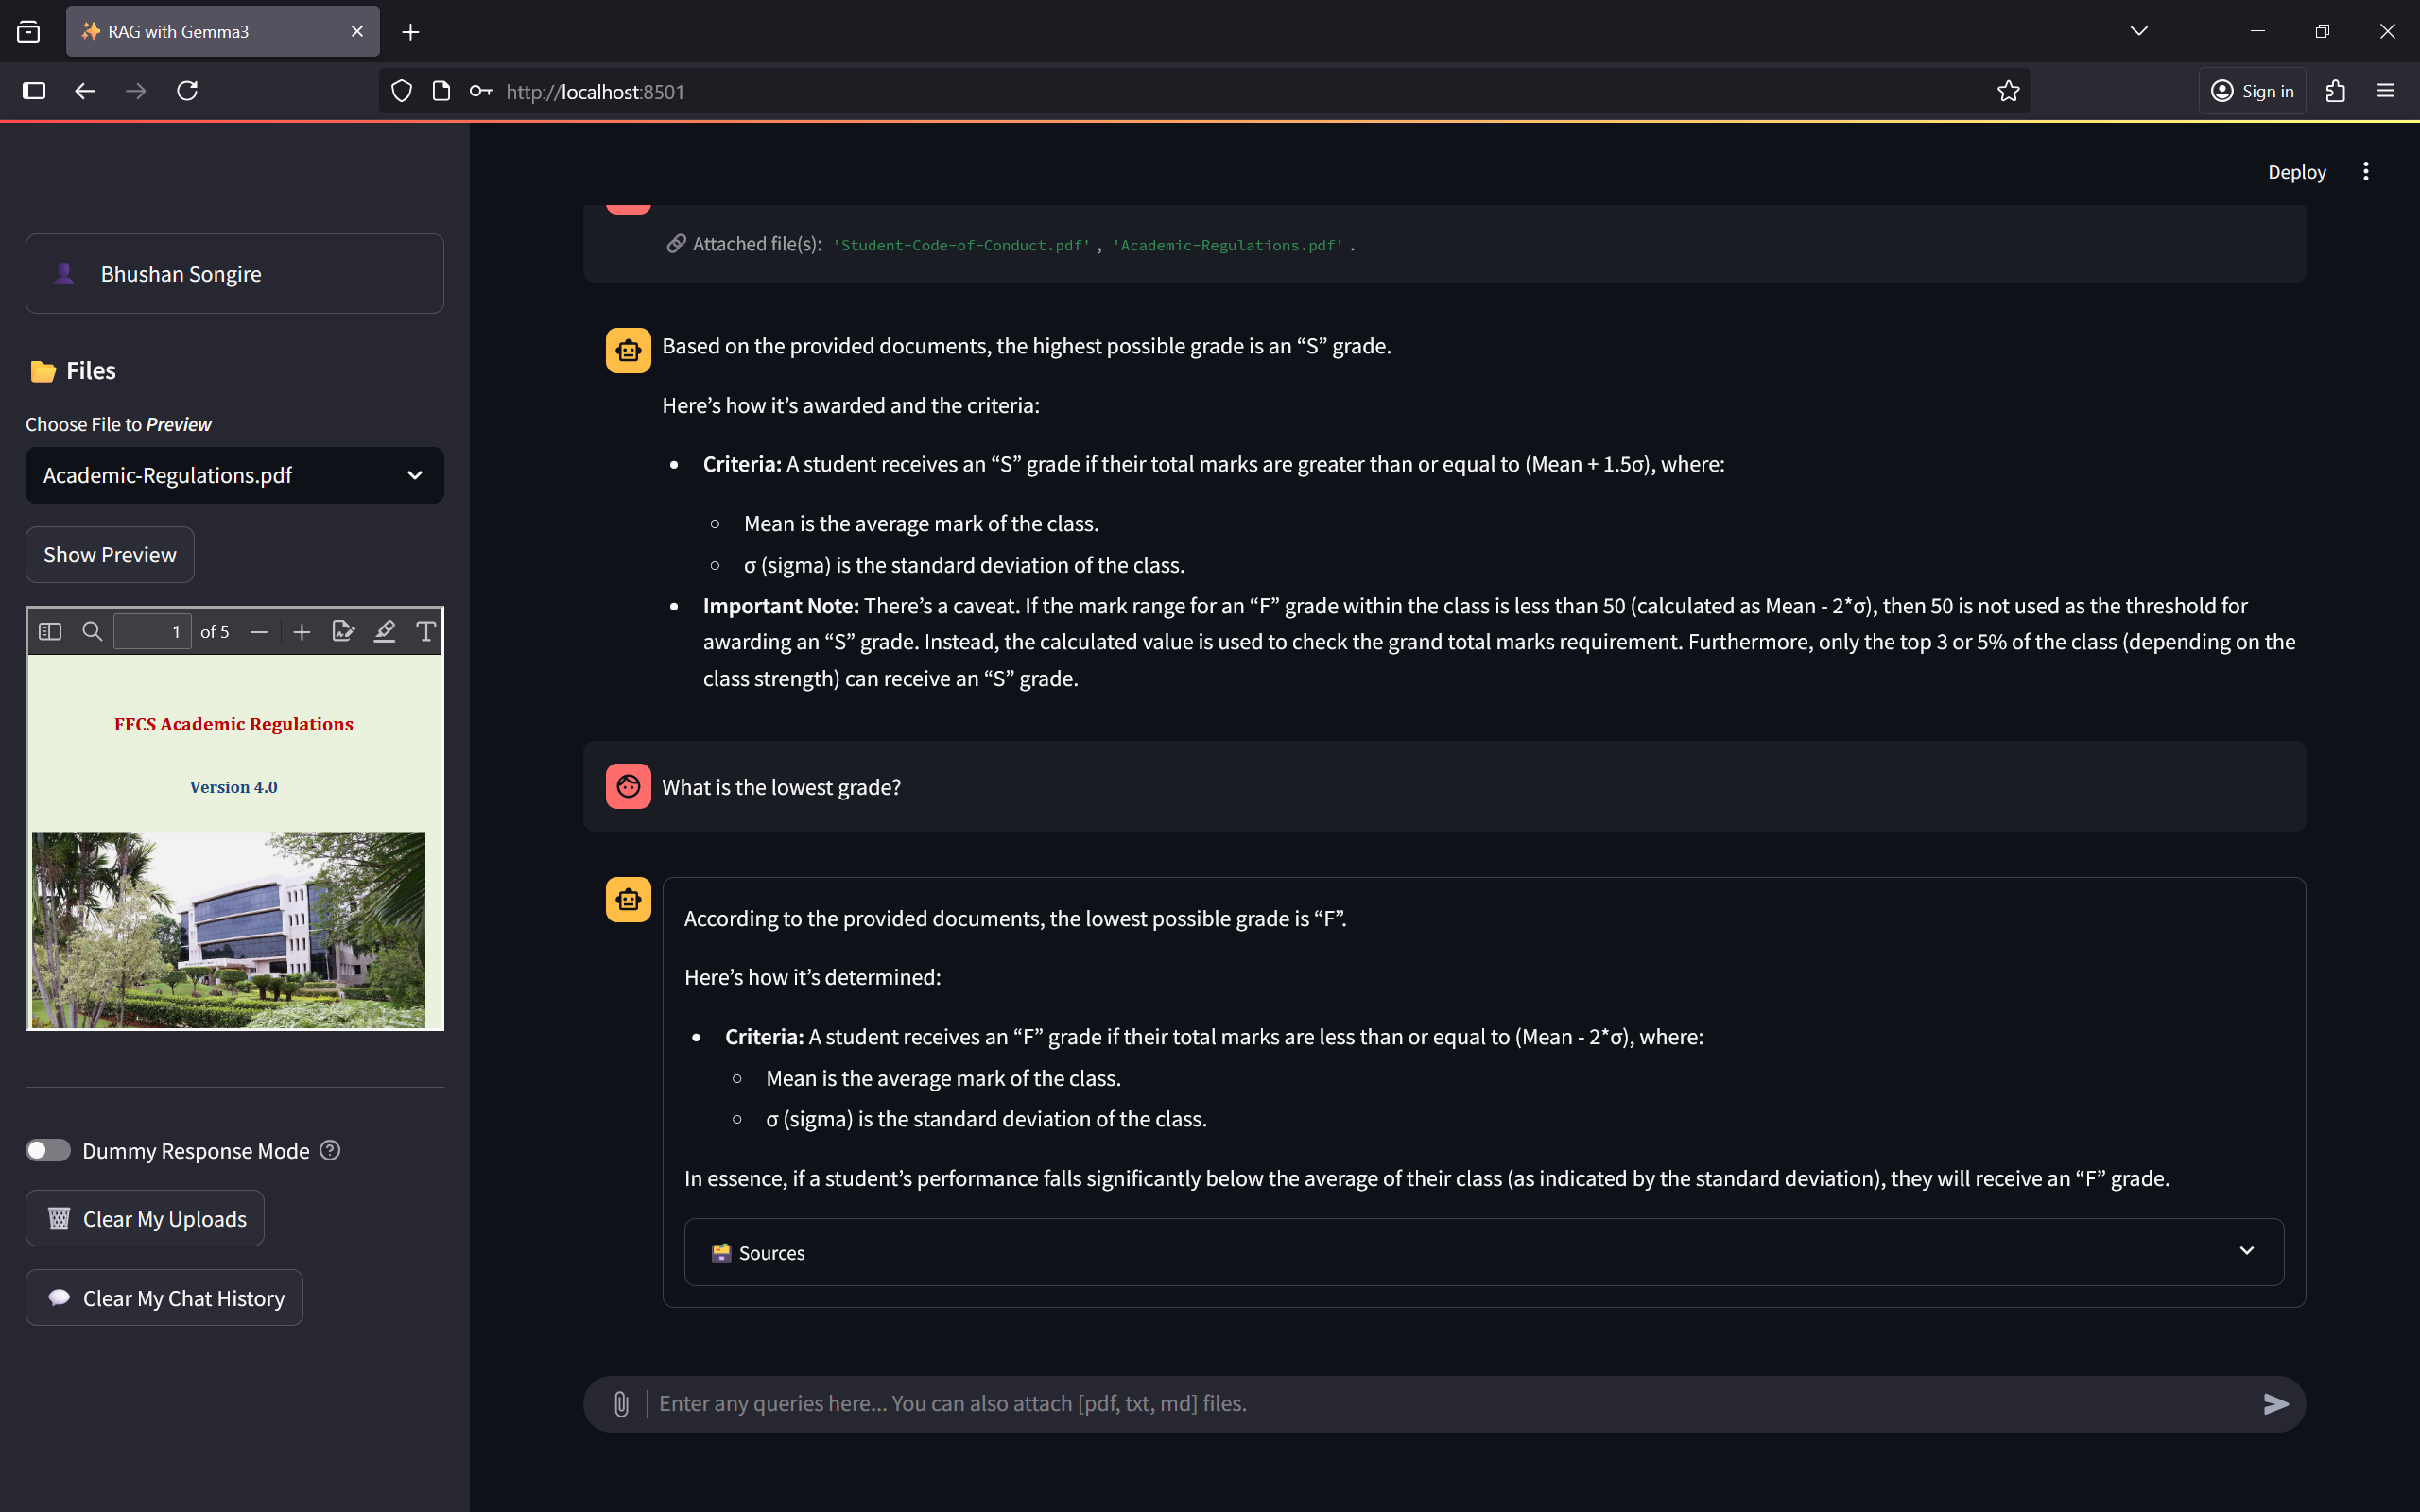 RAG with Gemma3
http://localhost:8501
Sign in
Deploy
Bhushan Songire
Files
Choose File to Preview
Academic-Regulations.pdf
Show Preview
1 of 5
FFCS Academic Regulations
Version 4.0
Dummy Response Mode
Clear My Uploads
Clear My Chat History
Attached file(s): 'Student-Code-of-Conduct.pdf', 'Academic-Regulations.pdf'.
Based on the provided documents, the highest possible grade is an “S” grade.
Here’s how it’s awarded and the criteria:
• Criteria: A student receives an “S” grade if their total marks are greater than or equal to (Mean + 1.5σ), where:
◦ Mean is the average mark of the class.
◦ σ (sigma) is the standard deviation of the class.
• Important Note: There’s a caveat. If the mark range for an “F” grade within the class is less than 50 (calculated as Mean - 2*σ), then 50 is not used as the threshold for
awarding an “S” grade. Instead, the calculated value is used to check the grand total marks requirement. Furthermore, only the top 3 or 5% of the class (depending on the
class strength) can receive an “S” grade.
What is the lowest grade?
According to the provided documents, the lowest possible grade is “F”.
Here’s how it’s determined:
• Criteria: A student receives an “F” grade if their total marks are less than or equal to (Mean - 2*σ), where:
◦ Mean is the average mark of the class.
◦ σ (sigma) is the standard deviation of the class.
In essence, if a student’s performance falls significantly below the average of their class (as indicated by the standard deviation), they will receive an “F” grade.
Sources
Enter any queries here... You can also attach [pdf, txt, md] files.